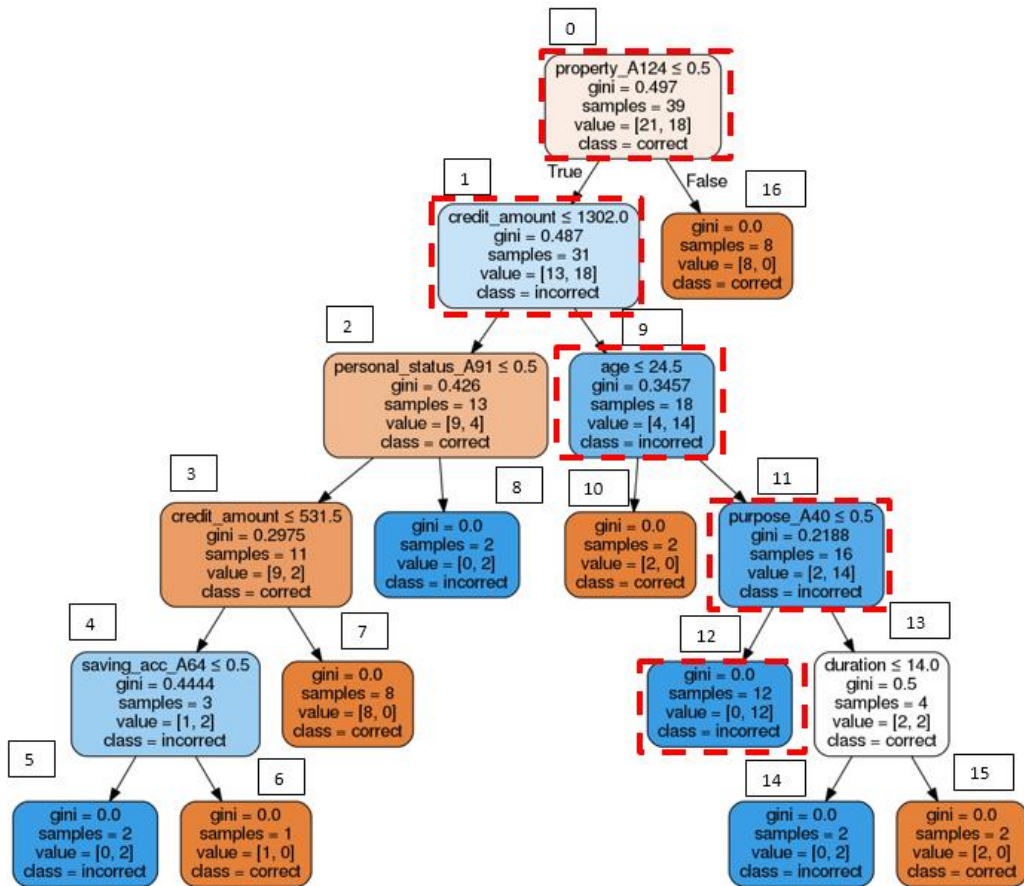 0
property_A124 ≤ 0.5
gini = 0.497
samples = 39
value = [21, 18]
class = correct
True
False
1
credit_amount ≤ 1302.0
gini = 0.487
samples = 31
value = [13, 18]
class = incorrect
16
gini = 0.0
samples = 8
value = [8, 0]
class = correct
2
personal_status_A91 ≤ 0.5
gini = 0.426
samples = 13
value = [9, 4]
class = correct
9
age ≤ 24.5
gini = 0.3457
samples = 18
value = [4, 14]
class = incorrect
3
credit_amount ≤ 531.5
gini = 0.2975
samples = 11
value = [9, 2]
class = correct
8
gini = 0.0
samples = 2
value = [0, 2]
class = incorrect
10
gini = 0.0
samples = 2
value = [2, 0]
class = correct
11
purpose_A40 ≤ 0.5
gini = 0.2188
samples = 16
value = [2, 14]
class = incorrect
4
saving_acc_A64 ≤ 0.5
gini = 0.4444
samples = 3
value = [1, 2]
class = incorrect
7
gini = 0.0
samples = 8
value = [8, 0]
class = correct
12
gini = 0.0
samples = 12
value = [0, 12]
class = incorrect
13
duration ≤ 14.0
gini = 0.5
samples = 4
value = [2, 2]
class = correct
5
gini = 0.0
samples = 2
value = [0, 2]
class = incorrect
6
gini = 0.0
samples = 1
value = [1, 0]
class = correct
14
gini = 0.0
samples = 2
value = [0, 2]
class = incorrect
15
gini = 0.0
samples = 2
value = [2, 0]
class = correct